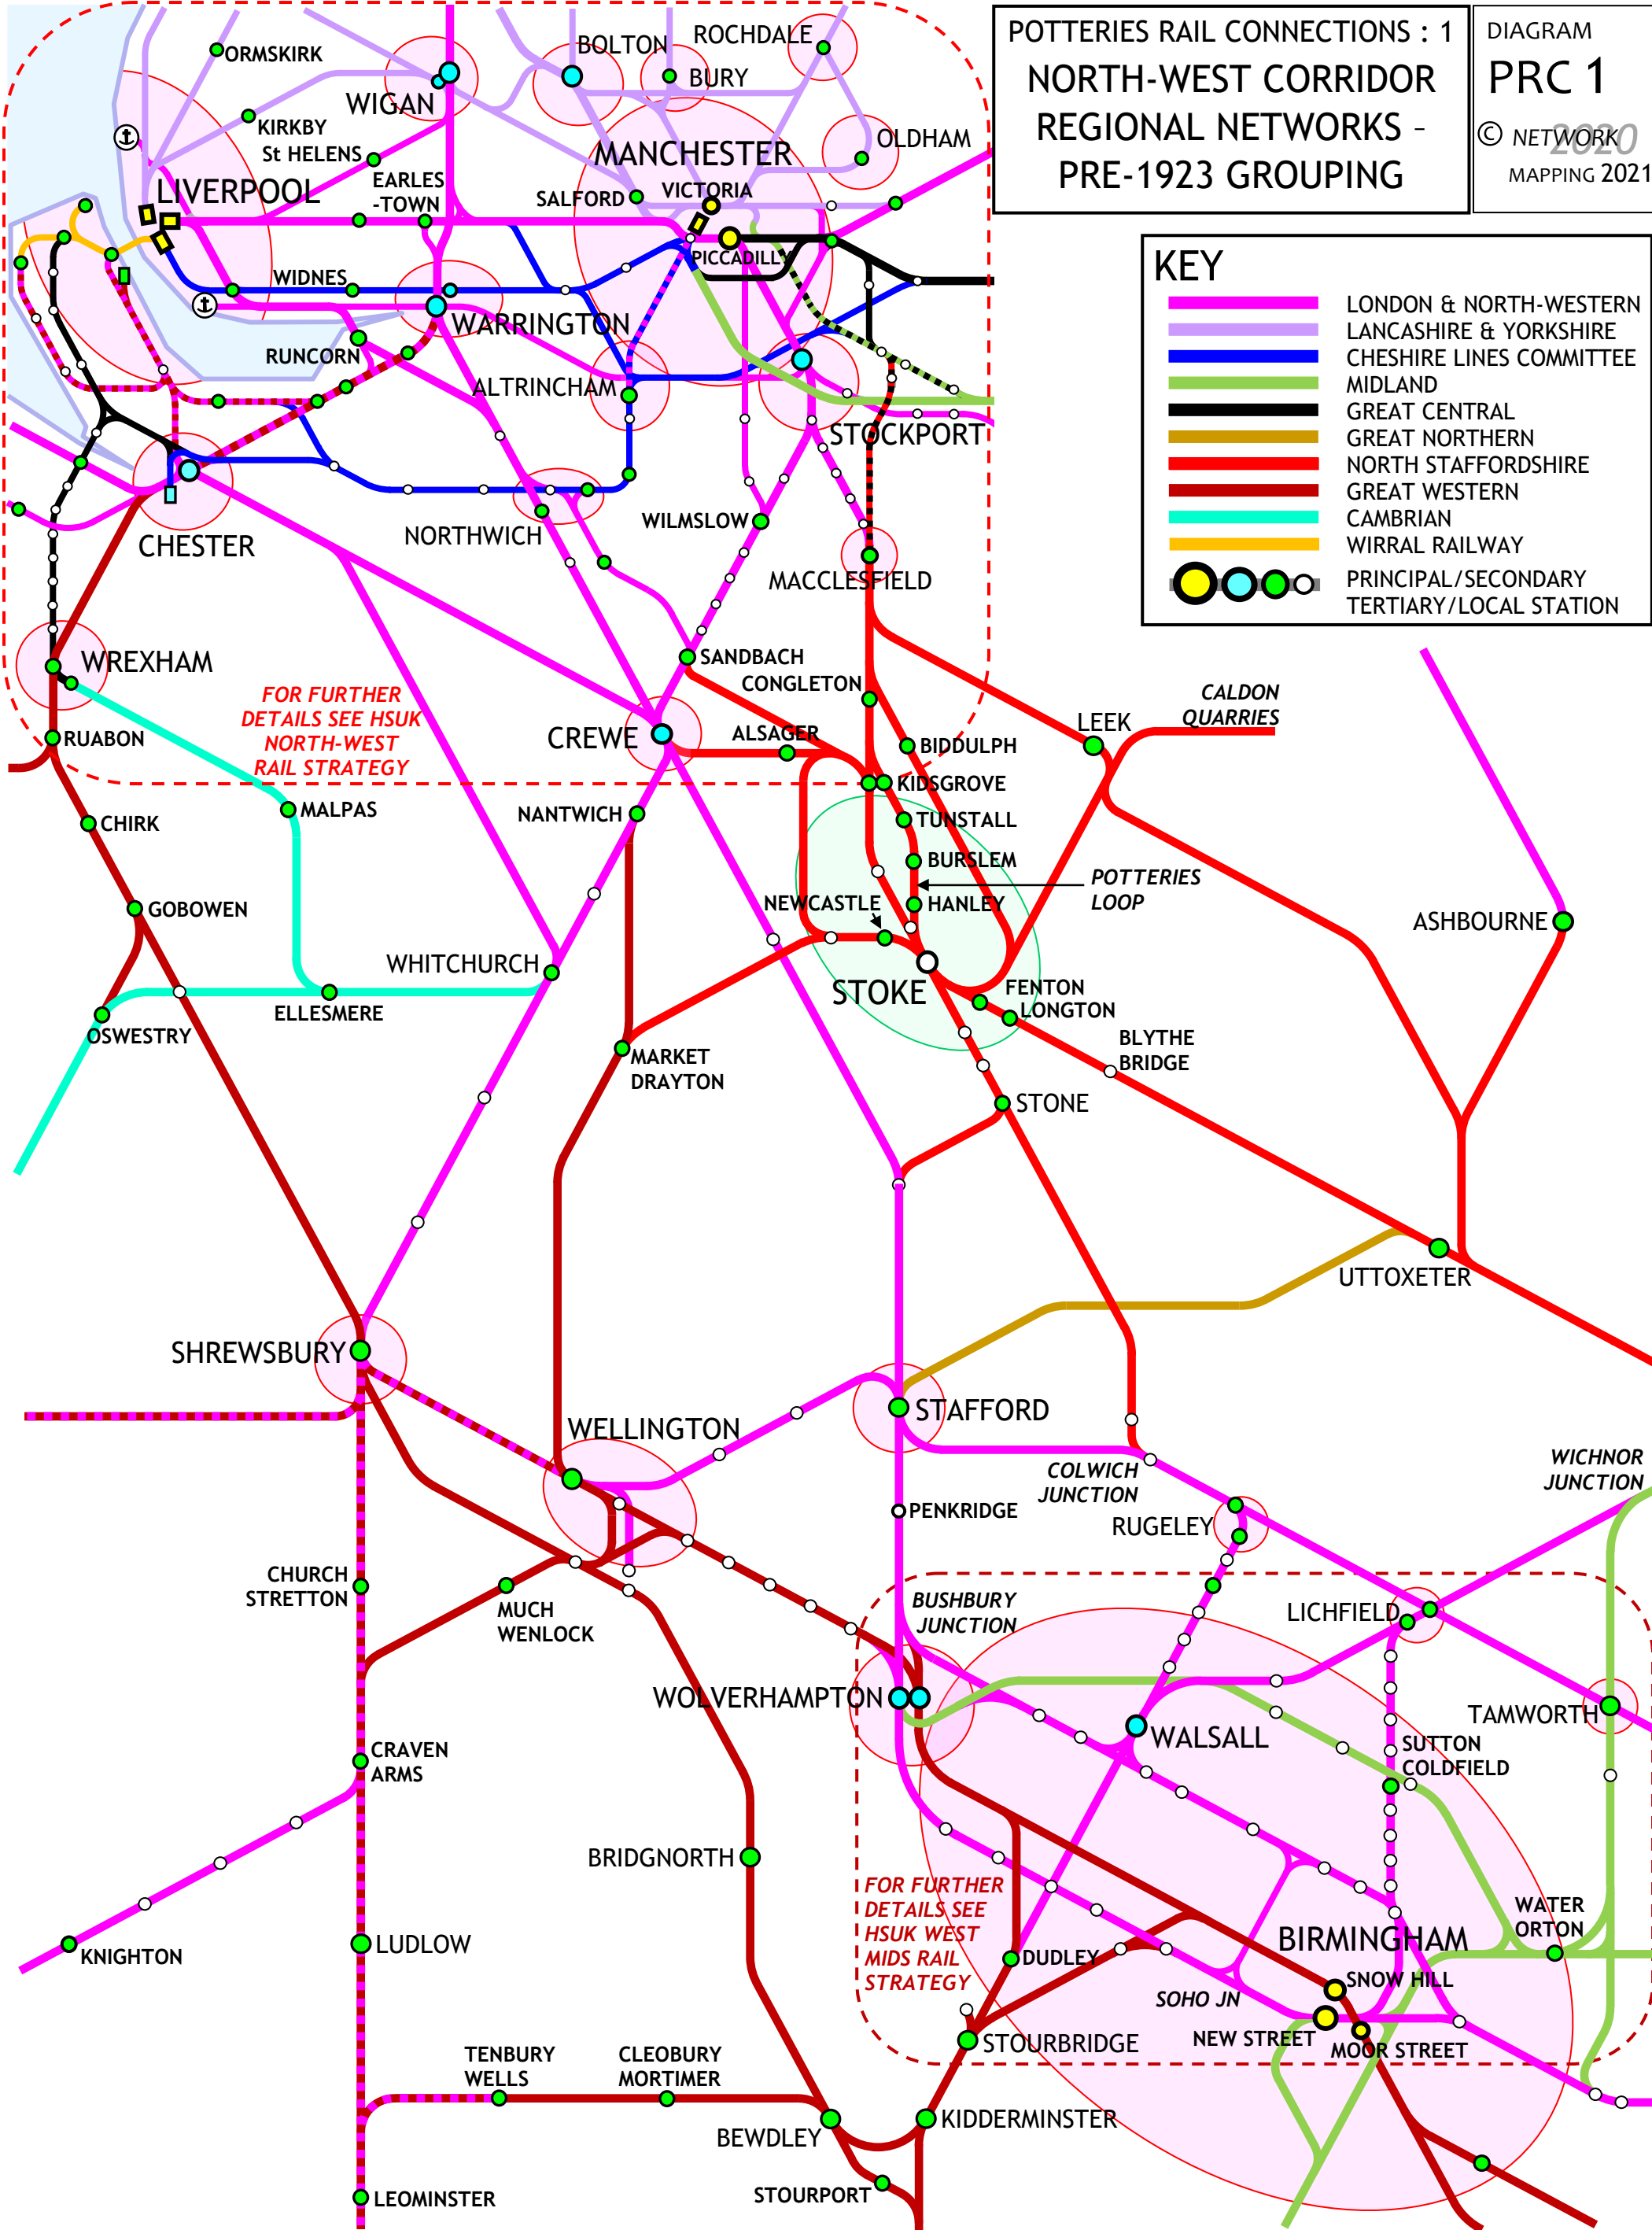 POTTERIES RAIL CONNECTIONS : 1
NORTH-WEST CORRIDOR
REGIONAL NETWORKS -
PRE-1923 GROUPING
DIAGRAM
PRC 1
© NETWORK
2020
MAPPING 2021
KEY
LONDON & NORTH-WESTERN
LANCASHIRE & YORKSHIRE
CHESHIRE LINES COMMITTEE
MIDLAND
GREAT CENTRAL
GREAT NORTHERN
NORTH STAFFORDSHIRE
GREAT WESTERN
CAMBRIAN
WIRRAL RAILWAY
PRINCIPAL/SECONDARY
TERTIARY/LOCAL STATION
ORMSKIRK
WIGAN
BOLTON
ROCHDALE
BURY
KIRKBY
St HELENS
OLDHAM
MANCHESTER
LIVERPOOL
EARLES
-TOWN
SALFORD
VICTORIA
PICCADILLY
WIDNES
WARRINGTON
RUNCORN
ALTRINCHAM
STOCKPORT
CHESTER
NORTHWICH
WILMSLOW
MACCLESFIELD
WREXHAM
SANDBACH
CONGLETON
FOR FURTHER
DETAILS SEE HSUK
NORTH-WEST
RAIL STRATEGY
CALDON
QUARRIES
LEEK
RUABON
CREWE
ALSAGER
BIDDULPH
KIDSGROVE
MALPAS
NANTWICH
CHIRK
TUNSTALL
BURSLEM
POTTERIES
LOOP
NEWCASTLE
HANLEY
GOBOWEN
ASHBOURNE
WHITCHURCH
STOKE
FENTON
LONGTON
ELLESMERE
OSWESTRY
BLYTHE
BRIDGE
MARKET
DRAYTON
STONE
UTTOXETER
SHREWSBURY
STAFFORD
WELLINGTON
COLWICH
JUNCTION
WICHNOR
JUNCTION
PENKRIDGE
RUGELEY
CHURCH
STRETTON
MUCH
WENLOCK
BUSHBURY
JUNCTION
LICHFIELD
WOLVERHAMPTON
WALSALL
TAMWORTH
CRAVEN
ARMS
SUTTON
COLDFIELD
BRIDGNORTH
FOR FURTHER
DETAILS SEE
HSUK WEST
MIDS RAIL
STRATEGY
WATER
ORTON
BIRMINGHAM
KNIGHTON
LUDLOW
DUDLEY
SNOW HILL
SOHO JN
NEW STREET
MOOR STREET
STOURBRIDGE
TENBURY
WELLS
CLEOBURY
MORTIMER
BEWDLEY
KIDDERMINSTER
STOURPORT
LEOMINSTER